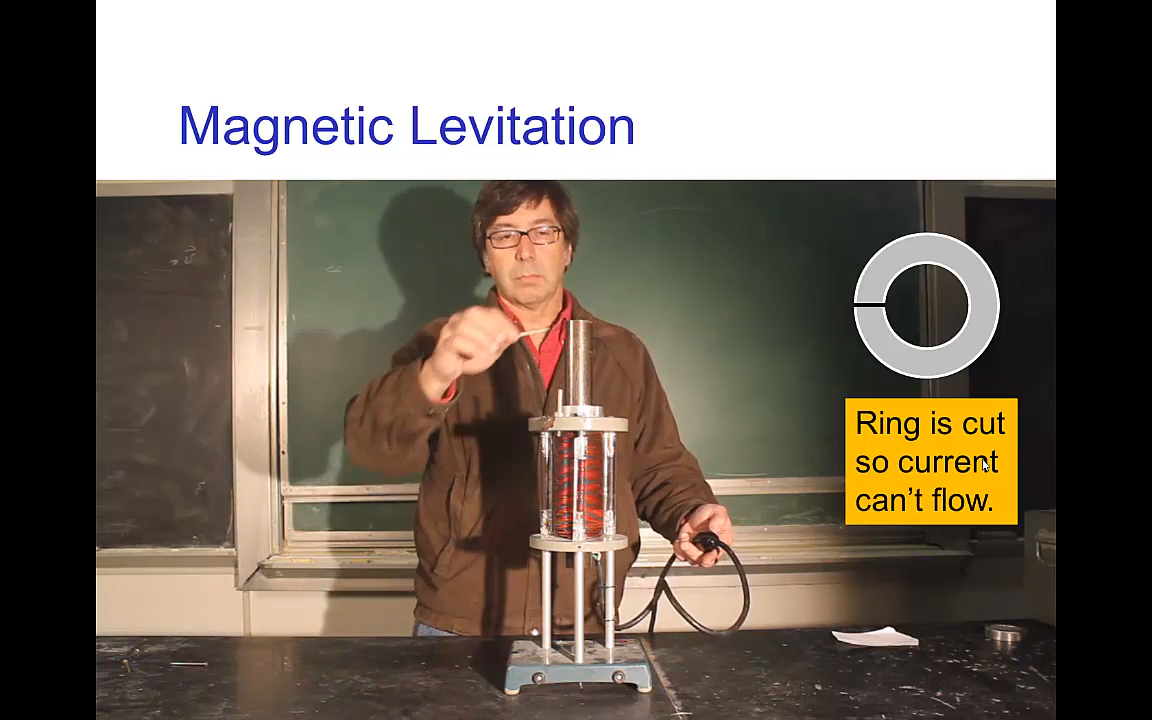 Magnetic Levitation
Ring is cut
so current
can’t flow.